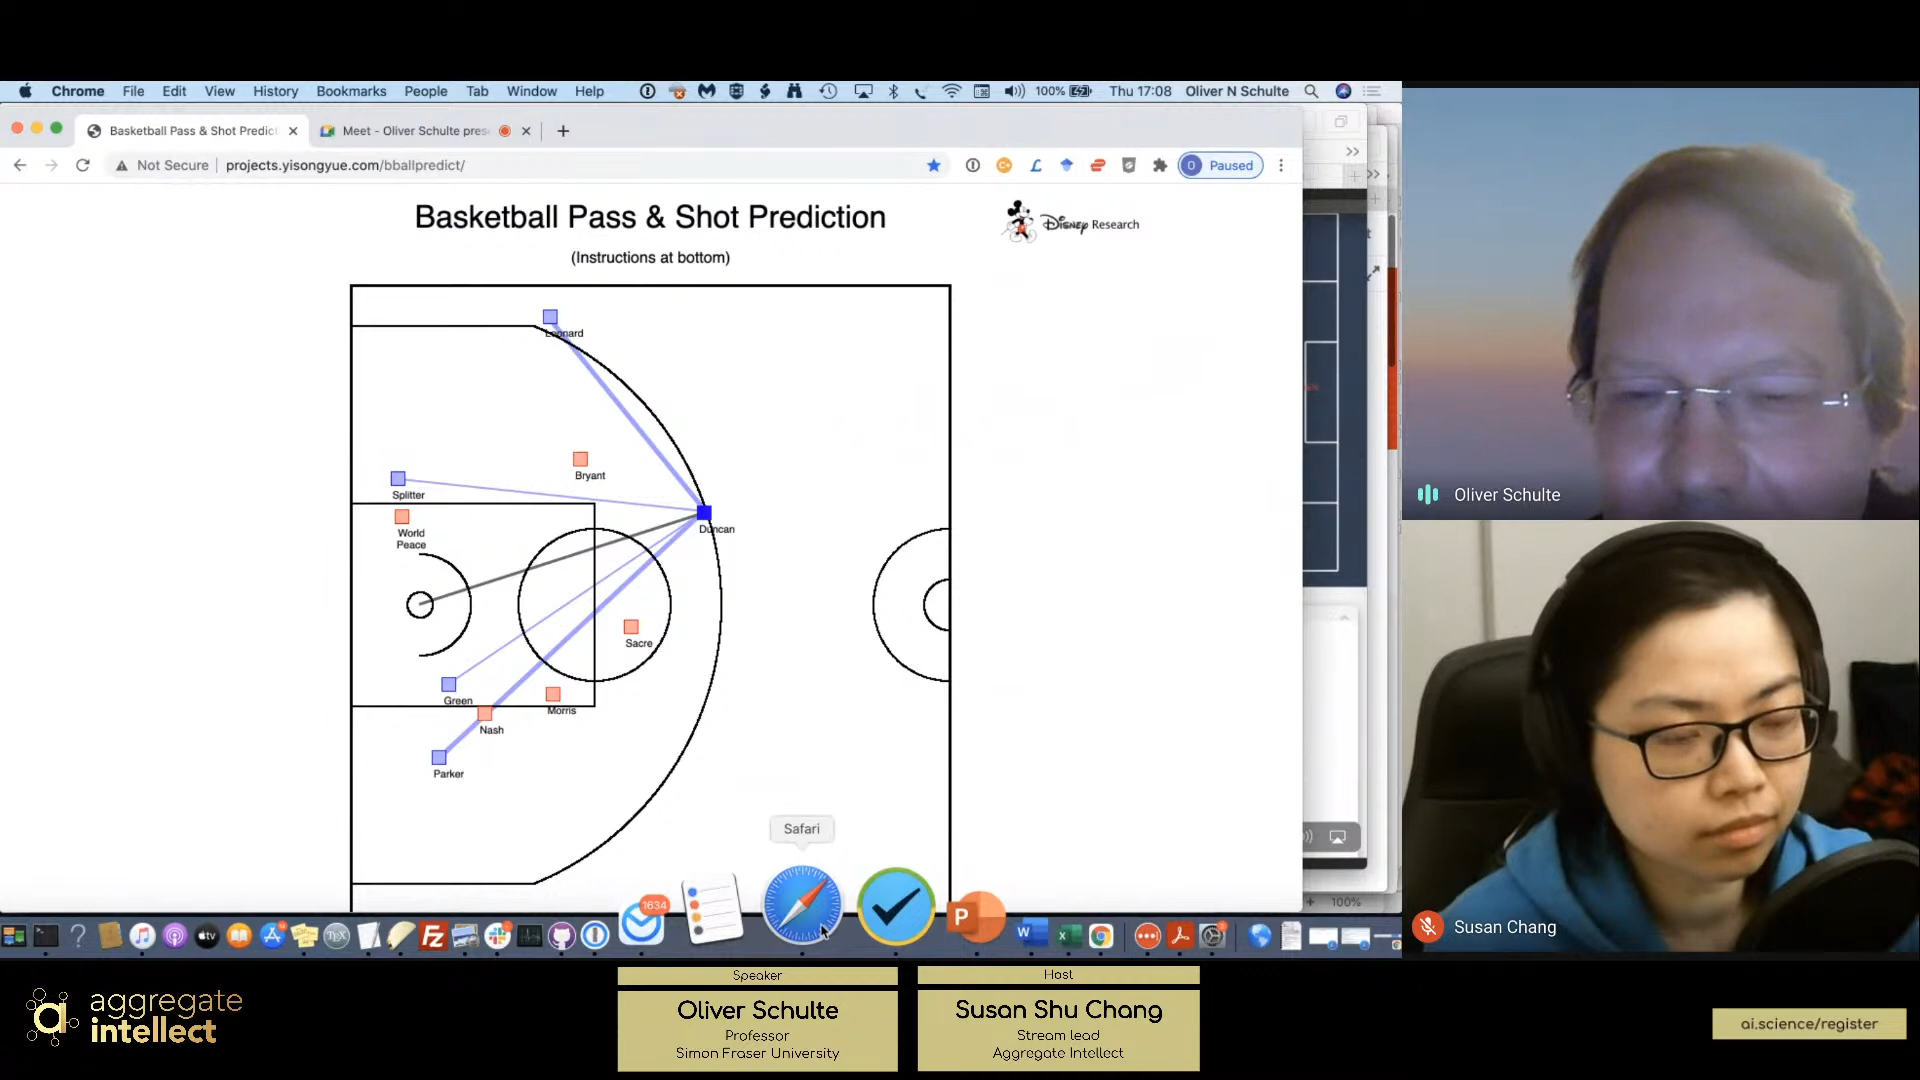 Chrome File Edit View History Bookmarks People Tab Window Help 100% Thu 17:08 Oliver N Schulte
Basketball Pass & Shot Predict
Meet - Oliver Schulte pres
Not Secure projects.yisongyue.com/bballpredict/
Paused
Basketball Pass & Shot Prediction
Disney Research
(Instructions at bottom)
Leonard
Bryant
Splitter
World
Peace
Duncan
Sacre
Green
Morris
Nash
Parker
Safari
1634
100%
Oliver Schulte
Susan Chang
aggregate
intellect
Speaker
Oliver Schulte
Professor
Simon Fraser University
Host
Susan Shu Chang
Stream lead
Aggregate Intellect
ai.science/register